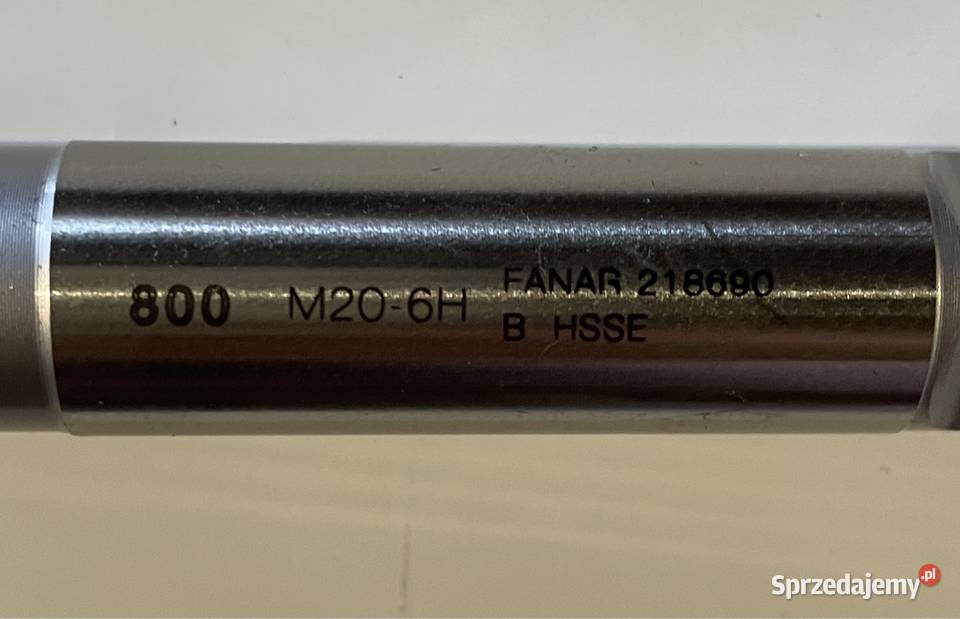 800 M20-6H FANAR 218690
B HSSE
Sprzedajemy.pl